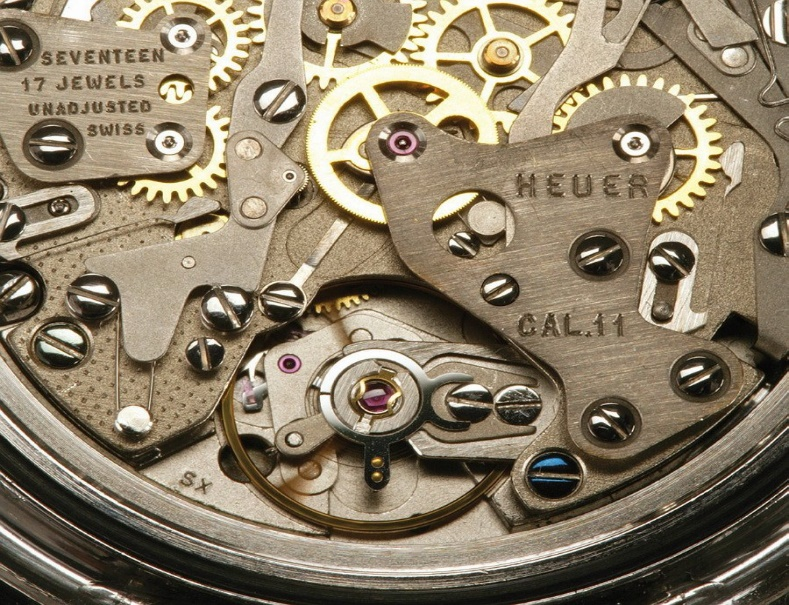 SEVENTEEN
17 JEWELS
UNADJUSTED
SWISS
HEUER
CAL.11
SX